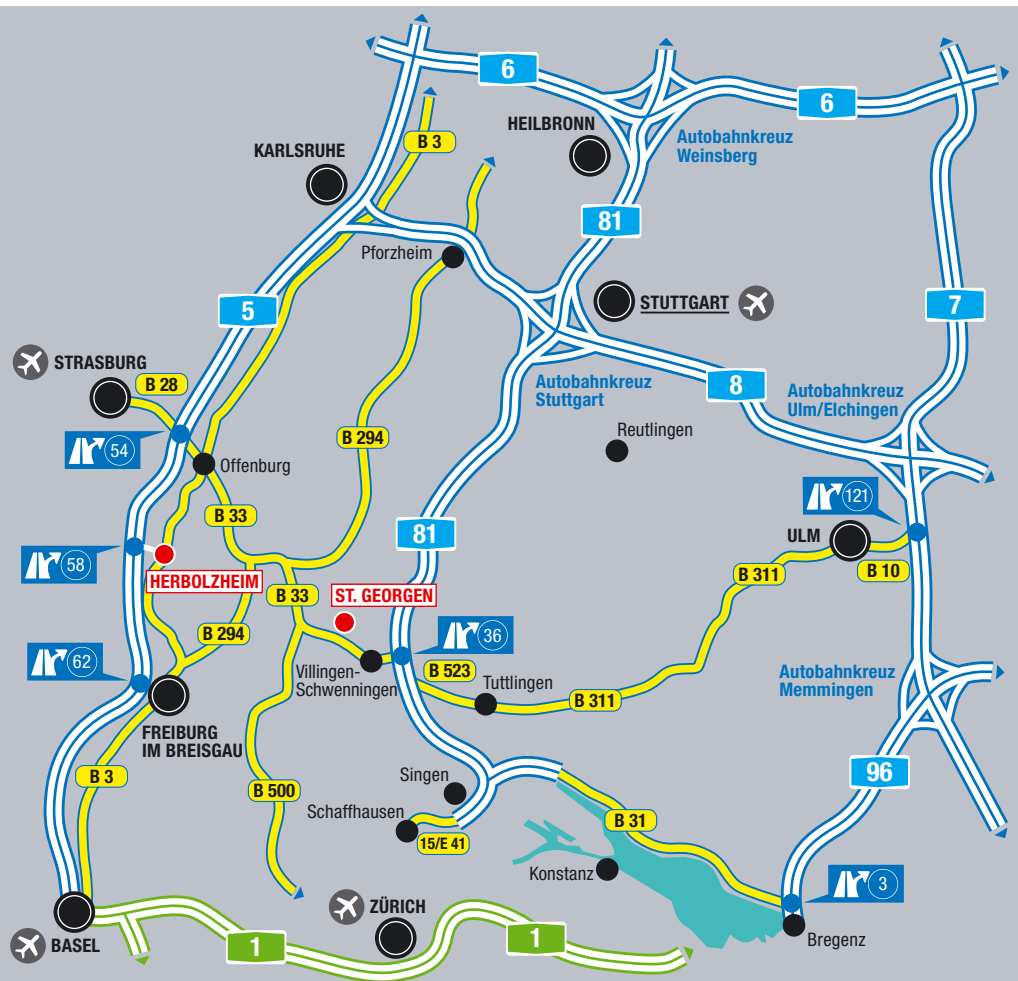 6
6
HEILBRONN
Autobahnkreuz
Weinsberg
B 3
KARLSRUHE
81
Pforzheim
5
STUTTGART
7
STRASBURG
B 28
Autobahnkreuz
Stuttgart
8
Autobahnkreuz
Ulm/Elchingen
B 294
Reutlingen
54
Offenburg
121
B 33
81
ULM
58
HERBOLZHEIM
B 33
ST. GEORGEN
B 311
B 10
B 294
36
62
Villingen-
Schwenningen
B 523
Tuttlingen
B 311
Autobahnkreuz
Memmingen
FREIBURG
IM BREISGAU
B 3
B 500
Singen
96
Schaffhausen
15/E 41
B 31
Konstanz
3
ZÜRICH
BASEL
1
1
Bregenz